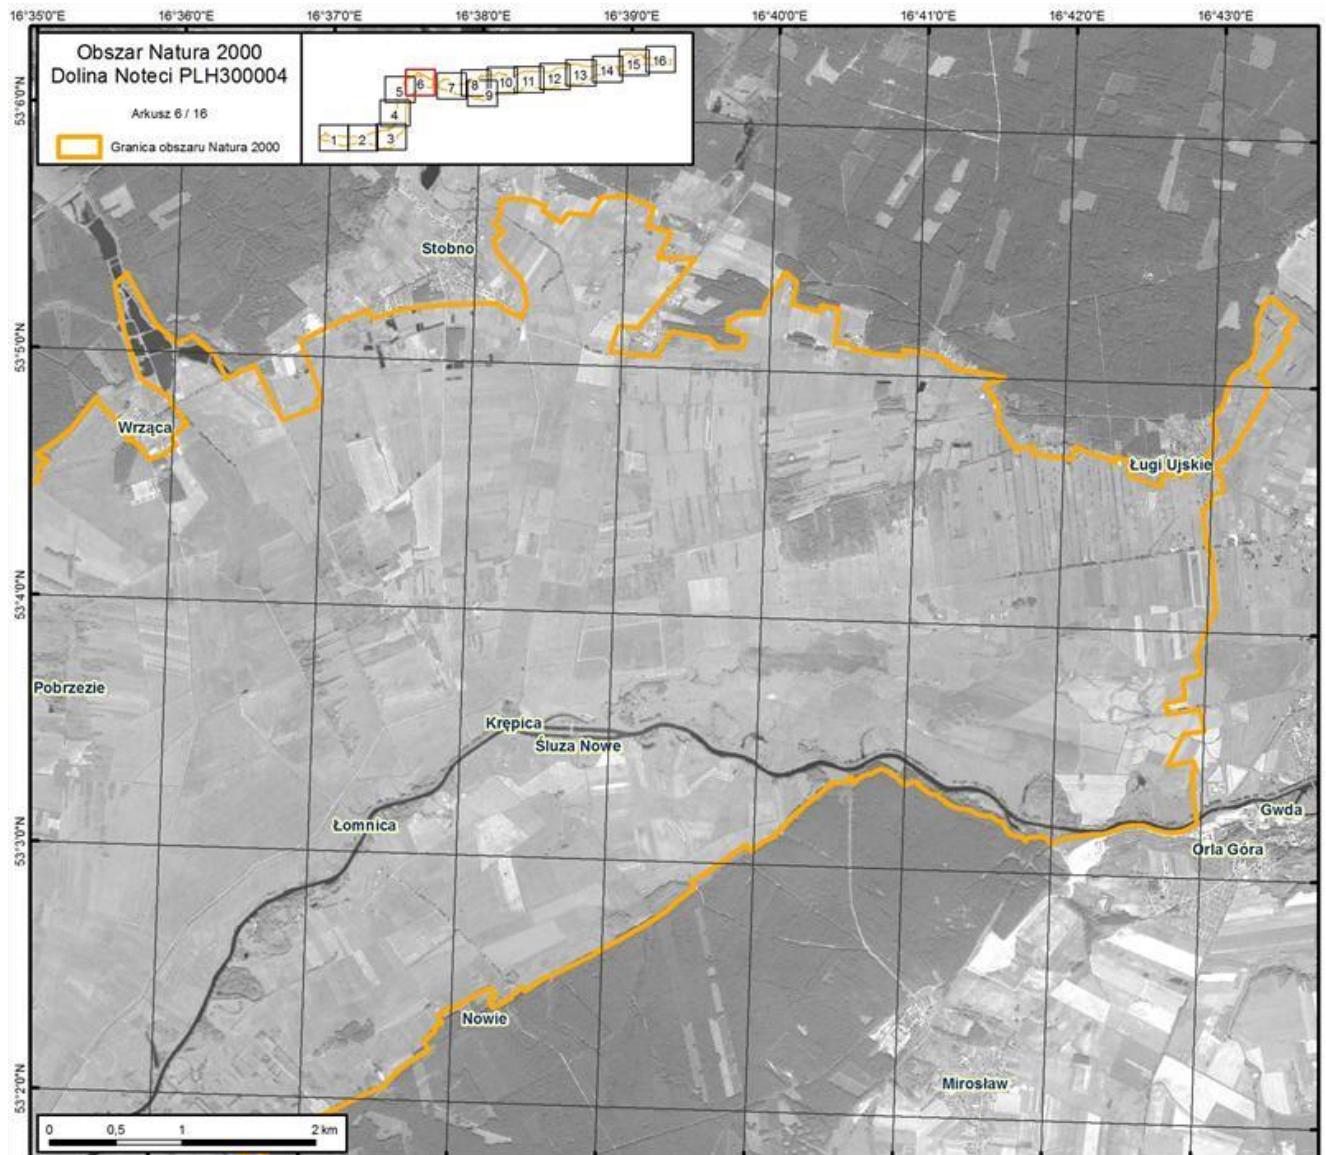 16°35'0"E 16°36'0"E 16°37'0"E 16°38'0"E 16°39'0"E 16°40'0"E 16°41'0"E 16°42'0"E 16°43'0"E
Obszar Natura 2000
Dolina Noteci PLH300004
Arkusz 6 / 16
Granica obszaru Natura 2000
1 2 3 4 5 6 7 8 9 10 11 12 13 14 15 16
53°6'0"N
Stobno
53°5'0"N
Wrząca
Ługi Ujskie
53°4'0"N
Pobrzezie
Krępica
Śluza Nowe
Gwda
Łomnica
53°3'0"N
Orla Góra
Nowie
Mirosław
53°2'0"N
0 0,5 1 2 km